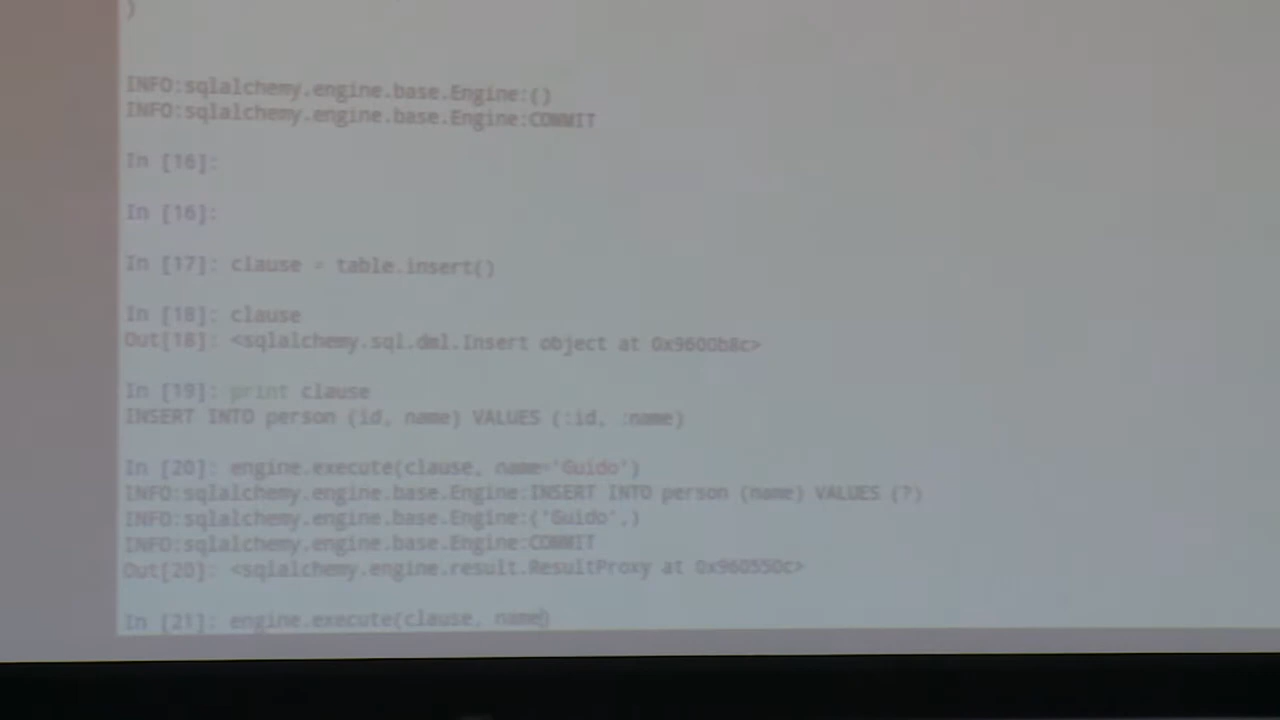 )
INFO:sqlalchemy.engine.base.Engine:()
INFO:sqlalchemy.engine.base.Engine:COMMIT
In [16]:
In [16]:
In [17]: clause = table.insert()
In [18]: clause
Out[18]: <sqlalchemy.sql.dml.Insert object at 0x9600b8c>
In [19]: print clause
INSERT INTO person (id, name) VALUES (:id, :name)
In [20]: engine.execute(clause, name='Guido')
INFO:sqlalchemy.engine.base.Engine:INSERT INTO person (name) VALUES (?)
INFO:sqlalchemy.engine.base.Engine:('Guido',)
INFO:sqlalchemy.engine.base.Engine:COMMIT
Out[20]: <sqlalchemy.engine.result.ResultProxy at 0x960550c>
In [21]: engine.execute(clause, name)